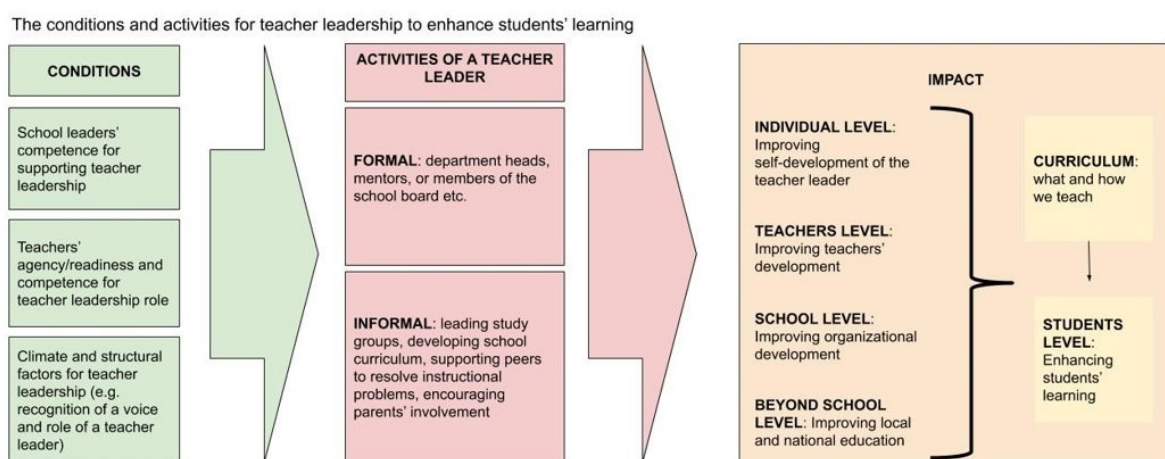 The conditions and activities for teacher leadership to enhance students' learning
CONDITIONS
School leaders'
competence for
supporting teacher
leadership
Teachers'
agency/readiness and
competence for
teacher leadership role
Climate and structural
factors for teacher
leadership (e.g.
recognition of a voice
and role of a teacher
leader)
ACTIVITIES OF A TEACHER
LEADER
FORMAL: department heads,
mentors, or members of the
school board etc.
INFORMAL: leading study
groups, developing school
curriculum, supporting peers
to resolve instructional
problems, encouraging
parents' involvement
IMPACT
INDIVIDUAL LEVEL:
Improving
self-development of the
teacher leader
TEACHERS LEVEL:
Improving teachers'
development
SCHOOL LEVEL:
Improving organizational
development
BEYOND SCHOOL
LEVEL: Improving local
and national education
CURRICULUM:
what and how
we teach
STUDENTS
LEVEL:
Enhancing
students'
learning